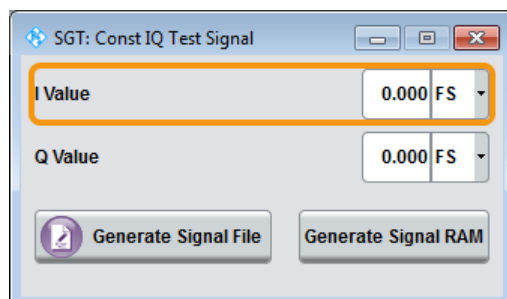 SGT: Const IQ Test Signal
I Value 0.000 FS
Q Value 0.000 FS
Generate Signal File Generate Signal RAM